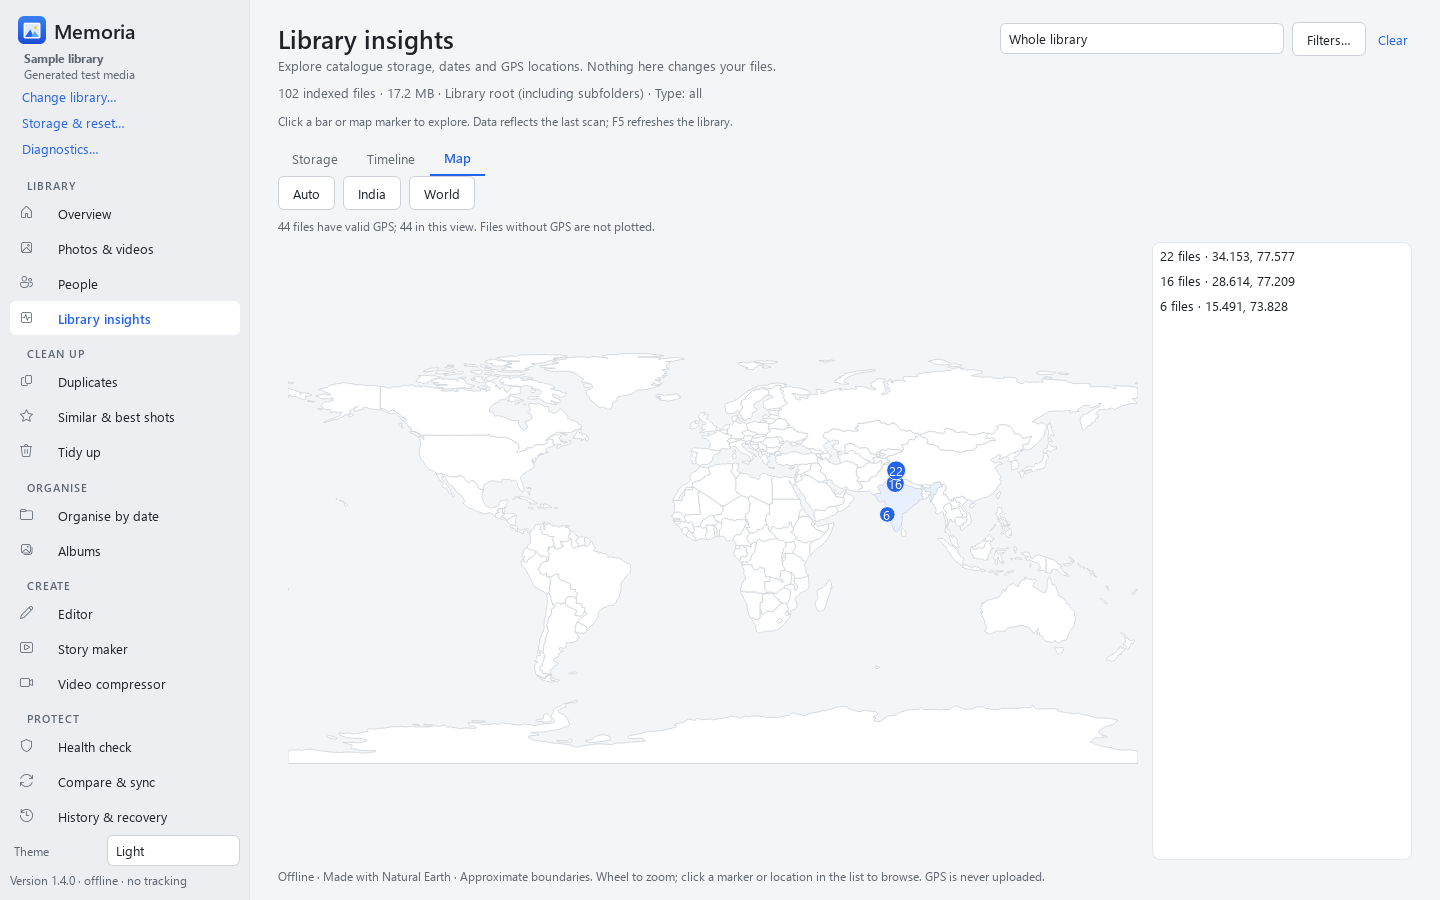 Memoria
Sample library
Generated test media
Change library...
Storage & reset...
Diagnostics...
LIBRARY
Overview
Photos & videos
People
Library insights
CLEAN UP
Duplicates
Similar & best shots
Tidy up
ORGANISE
Organise by date
Albums
CREATE
Editor
Story maker
Video compressor
PROTECT
Health check
Compare & sync
History & recovery
Theme Light
Version 1.4.0 · offline · no tracking
Library insights
Whole library
Filters...
Clear
Explore catalogue storage, dates and GPS locations. Nothing here changes your files.
102 indexed files · 17.2 MB · Library root (including subfolders) · Type: all
Click a bar or map marker to explore. Data reflects the last scan; F5 refreshes the library.
Storage Timeline Map
Auto India World
44 files have valid GPS; 44 in this view. Files without GPS are not plotted.
22
16
6
22 files · 34.153, 77.577
16 files · 28.614, 77.209
6 files · 15.491, 73.828
Offline · Made with Natural Earth · Approximate boundaries. Wheel to zoom; click a marker or location in the list to browse. GPS is never uploaded.